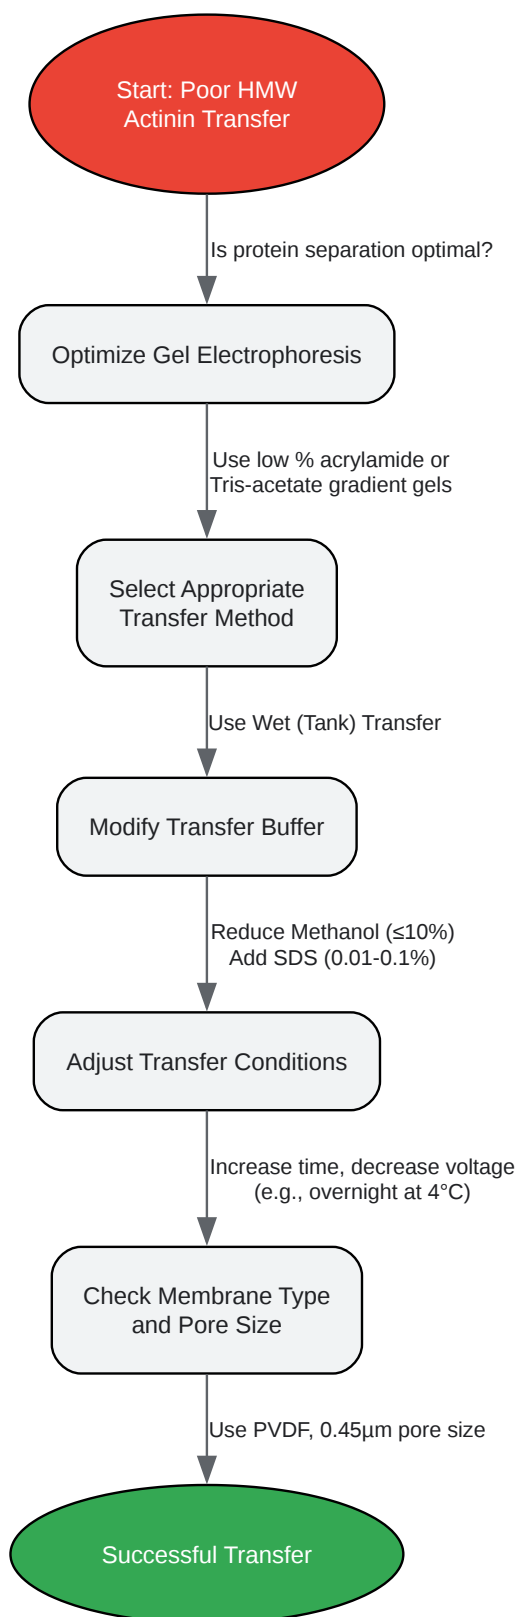 Start: Poor HMW
Actinin Transfer
Is protein separation optimal?
Optimize Gel Electrophoresis
Use low % acrylamide or
Tris-acetate gradient gels
Select Appropriate
Transfer Method
Use Wet (Tank) Transfer
Modify Transfer Buffer
Reduce Methanol (≤10%)
Add SDS (0.01-0.1%)
Adjust Transfer Conditions
Increase time, decrease voltage
(e.g., overnight at 4°C)
Check Membrane Type
and Pore Size
Use PVDF, 0.45µm pore size
Successful Transfer